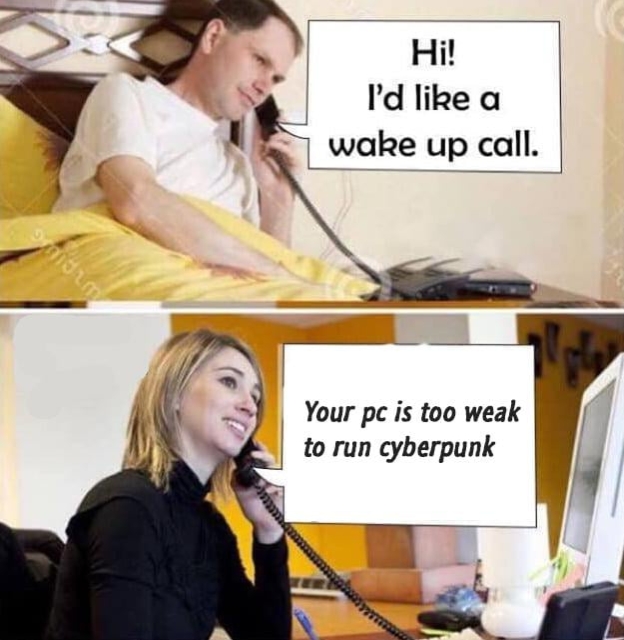 Hi!
I'd like a
wake up call.
Your pc is too weak
to run cyberpunk